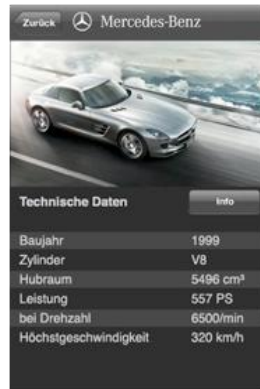 Zurück
Mercedes-Benz
Technische Daten
Info
Baujahr 1999
Zylinder V8
Hubraum 5496 cm³
Leistung 557 PS
bei Drehzahl 6500/min
Höchstgeschwindigkeit 320 km/h